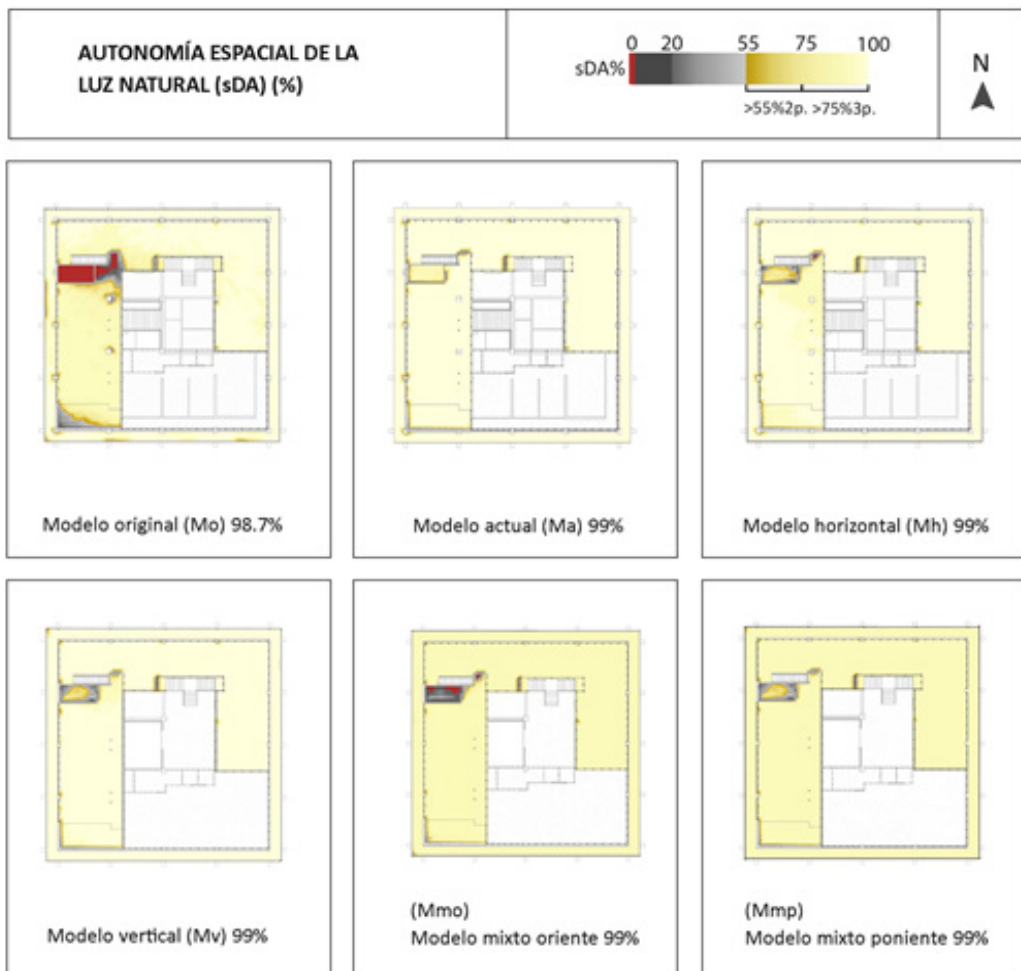 AUTONOMÍA ESPACIAL DE LA
LUZ NATURAL (sDA) (%)
0 20 55 75 100
sDA%
>55%2p. >75%3p.
N
Modelo original (Mo) 98.7%
Modelo actual (Ma) 99%
Modelo horizontal (Mh) 99%
Modelo vertical (Mv) 99%
(Mmo)
Modelo mixto oriente 99%
(Mmp)
Modelo mixto poniente 99%